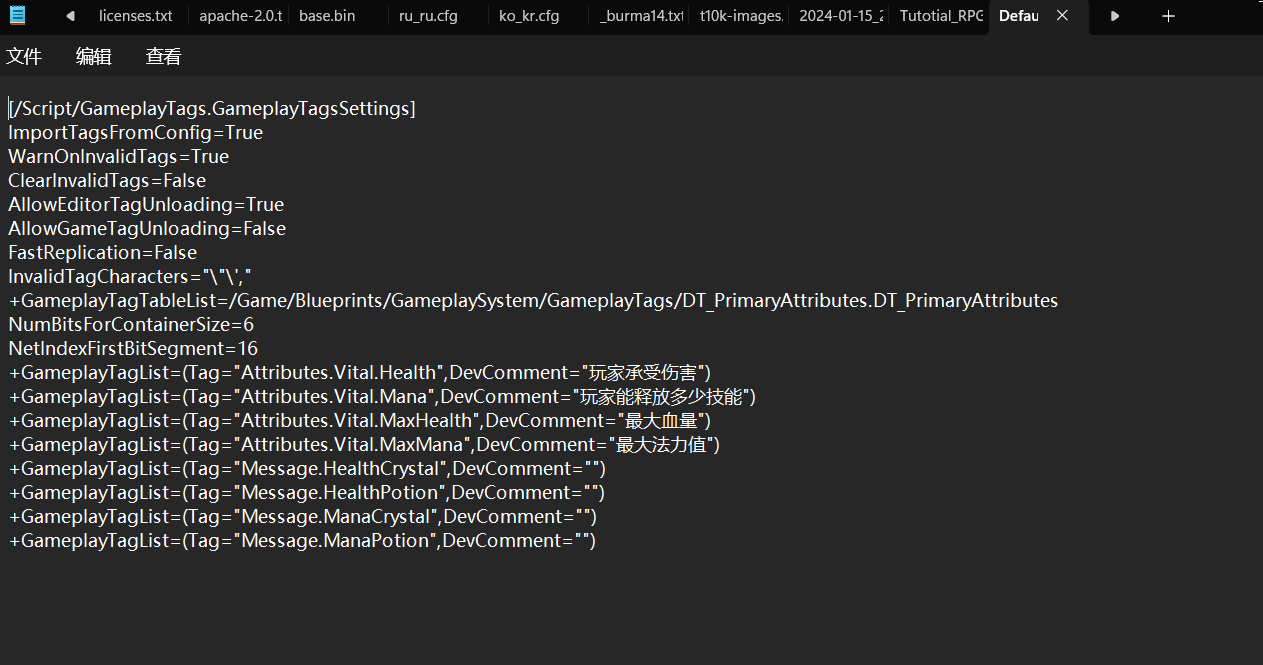 licenses.txt apache-2.0.t base.bin ru_ru.cfg ko_kr.cfg _burma14.txt t10k-images. 2024-01-15_2 Tutotial_RPG Defau
文件 编辑 查看
[/Script/GameplayTags.GameplayTagsSettings]
ImportTagsFromConfig=True
WarnOnInvalidTags=True
ClearInvalidTags=False
AllowEditorTagUnloading=True
AllowGameTagUnloading=False
FastReplication=False
InvalidTagCharacters="\"\',"
+GameplayTagTableList=/Game/Blueprints/GameplaySystem/GameplayTags/DT_PrimaryAttributes.DT_PrimaryAttributes
NumBitsForContainerSize=6
NetIndexFirstBitSegment=16
+GameplayTagList=(Tag="Attributes.Vital.Health",DevComment="玩家承受伤害")
+GameplayTagList=(Tag="Attributes.Vital.Mana",DevComment="玩家能释放多少技能")
+GameplayTagList=(Tag="Attributes.Vital.MaxHealth",DevComment="最大血量")
+GameplayTagList=(Tag="Attributes.Vital.MaxMana",DevComment="最大法力值")
+GameplayTagList=(Tag="Message.HealthCrystal",DevComment="")
+GameplayTagList=(Tag="Message.HealthPotion",DevComment="")
+GameplayTagList=(Tag="Message.ManaCrystal",DevComment="")
+GameplayTagList=(Tag="Message.ManaPotion",DevComment="")